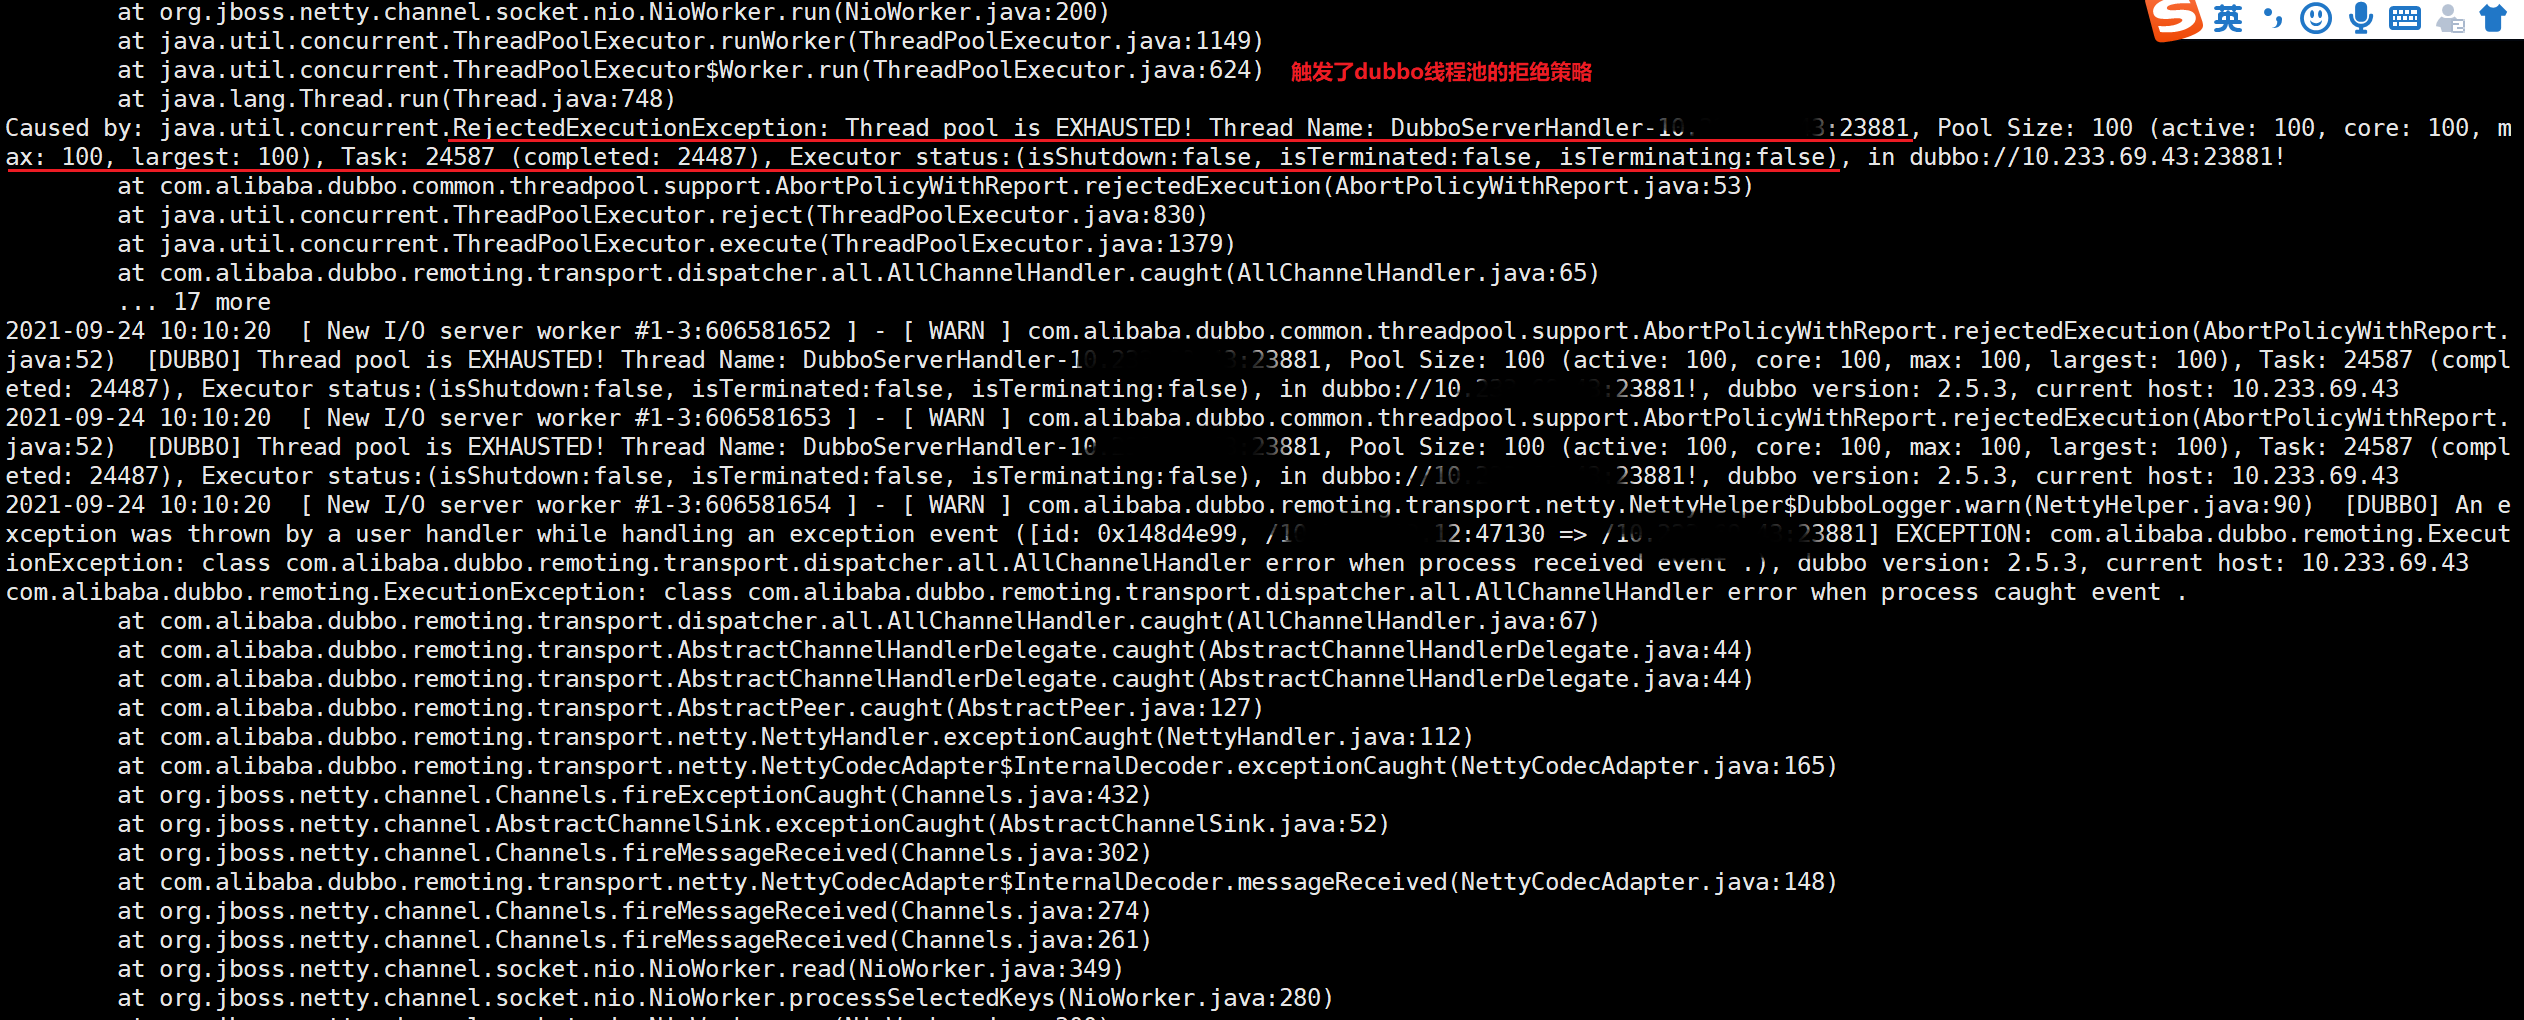 at org.jboss.netty.channel.socket.nio.NioWorker.run(NioWorker.java:200)
英
at java.util.concurrent.ThreadPoolExecutor.runWorker(ThreadPoolExecutor.java:1149)
at java.util.concurrent.ThreadPoolExecutor$Worker.run(ThreadPoolExecutor.java:624) 触发了dubbo线程池的拒绝策略
at java.lang.Thread.run(Thread.java:748)
Caused by: java.util.concurrent.RejectedExecutionException: Thread pool is EXHAUSTED! Thread Name: DubboServerHandler-10. 3:23881, Pool Size: 100 (active: 100, core: 100, m
ax: 100, largest: 100), Task: 24587 (completed: 24487), Executor status:(isShutdown:false, isTerminated:false, isTerminating:false), in dubbo://10.233.69.43:23881!
at com.alibaba.dubbo.common.threadpool.support.AbortPolicyWithReport.rejectedExecution(AbortPolicyWithReport.java:53)
at java.util.concurrent.ThreadPoolExecutor.reject(ThreadPoolExecutor.java:830)
at java.util.concurrent.ThreadPoolExecutor.execute(ThreadPoolExecutor.java:1379)
at com.alibaba.dubbo.remoting.transport.dispatcher.all.AllChannelHandler.caught(AllChannelHandler.java:65)
... 17 more
2021-09-24 10:10:20 [ New I/O server worker #1-3:606581652 ] - [ WARN ] com.alibaba.dubbo.common.threadpool.support.AbortPolicyWithReport.rejectedExecution(AbortPolicyWithReport.
java:52) [DUBBO] Thread pool is EXHAUSTED! Thread Name: DubboServerHandler-10 :23881, Pool Size: 100 (active: 100, core: 100, max: 100, largest: 100), Task: 24587 (compl
eted: 24487), Executor status:(isShutdown:false, isTerminated:false, isTerminating:false), in dubbo://10. :23881!, dubbo version: 2.5.3, current host: 10.233.69.43
2021-09-24 10:10:20 [ New I/O server worker #1-3:606581653 ] - [ WARN ] com.alibaba.dubbo.common.threadpool.support.AbortPolicyWithReport.rejectedExecution(AbortPolicyWithReport.
java:52) [DUBBO] Thread pool is EXHAUSTED! Thread Name: DubboServerHandler-10 23881, Pool Size: 100 (active: 100, core: 100, max: 100, largest: 100), Task: 24587 (compl
eted: 24487), Executor status:(isShutdown:false, isTerminated:false, isTerminating:false), in dubbo://10. :23881!, dubbo version: 2.5.3, current host: 10.233.69.43
2021-09-24 10:10:20 [ New I/O server worker #1-3:606581654 ] - [ WARN ] com.alibaba.dubbo.remoting.transport.netty.NettyHelper$DubboLogger.warn(NettyHelper.java:90) [DUBBO] An e
xception was thrown by a user handler while handling an exception event ([id: 0x148d4e99, /10 12:47130 => /10. :23881] EXCEPTION: com.alibaba.dubbo.remoting.Execut
ionException: class com.alibaba.dubbo.remoting.transport.dispatcher.all.AllChannelHandler error when process received event .), dubbo version: 2.5.3, current host: 10.233.69.43
com.alibaba.dubbo.remoting.ExecutionException: class com.alibaba.dubbo.remoting.transport.dispatcher.all.AllChannelHandler error when process caught event .
at com.alibaba.dubbo.remoting.transport.dispatcher.all.AllChannelHandler.caught(AllChannelHandler.java:67)
at com.alibaba.dubbo.remoting.transport.AbstractChannelHandlerDelegate.caught(AbstractChannelHandlerDelegate.java:44)
at com.alibaba.dubbo.remoting.transport.AbstractChannelHandlerDelegate.caught(AbstractChannelHandlerDelegate.java:44)
at com.alibaba.dubbo.remoting.transport.AbstractPeer.caught(AbstractPeer.java:127)
at com.alibaba.dubbo.remoting.transport.netty.NettyHandler.exceptionCaught(NettyHandler.java:112)
at com.alibaba.dubbo.remoting.transport.netty.NettyCodecAdapter$InternalDecoder.exceptionCaught(NettyCodecAdapter.java:165)
at org.jboss.netty.channel.Channels.fireExceptionCaught(Channels.java:432)
at org.jboss.netty.channel.AbstractChannelSink.exceptionCaught(AbstractChannelSink.java:52)
at org.jboss.netty.channel.Channels.fireMessageReceived(Channels.java:302)
at com.alibaba.dubbo.remoting.transport.netty.NettyCodecAdapter$InternalDecoder.messageReceived(NettyCodecAdapter.java:148)
at org.jboss.netty.channel.Channels.fireMessageReceived(Channels.java:274)
at org.jboss.netty.channel.Channels.fireMessageReceived(Channels.java:261)
at org.jboss.netty.channel.socket.nio.NioWorker.read(NioWorker.java:349)
at org.jboss.netty.channel.socket.nio.NioWorker.processSelectedKeys(NioWorker.java:280)